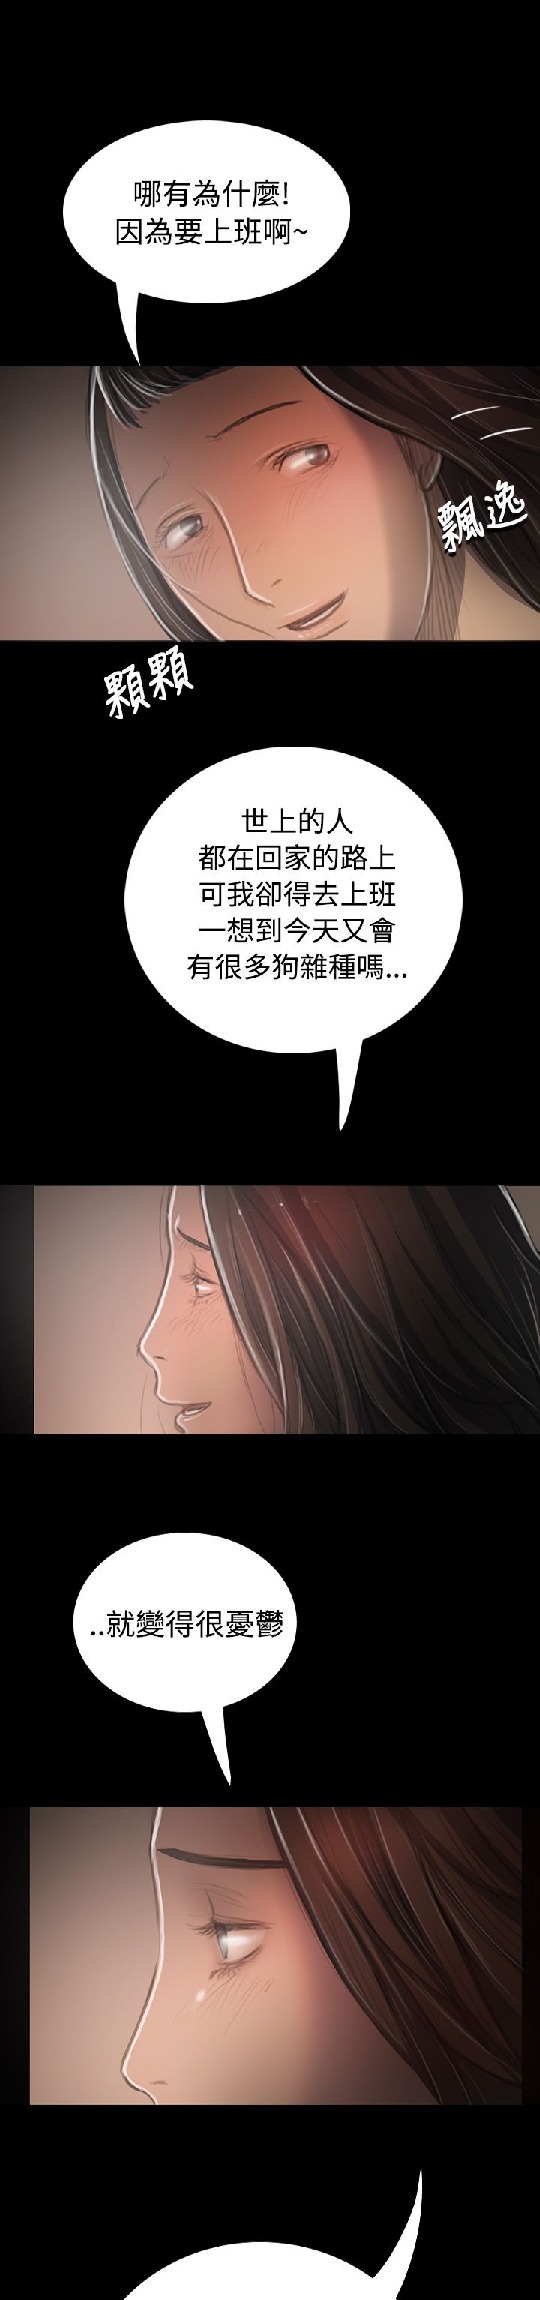 哪有為什麼!
因為要上班啊~
飄逸
顆顆
世上的人
都在回家的路上
可我卻得去上班
一想到今天又會
有很多狗雜種嗎...
..就變得很憂鬱